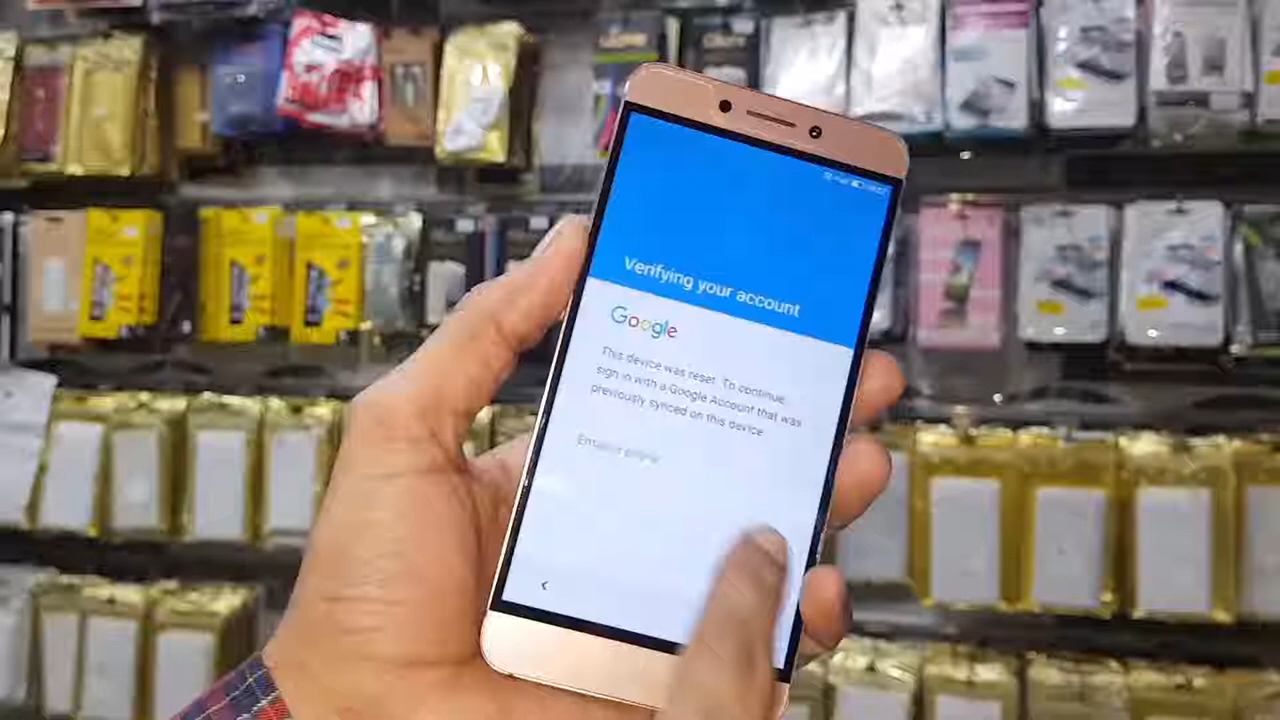 Verifying your account
Google
This device was reset. To continue
sign in with a Google Account that was
previously synced on this device